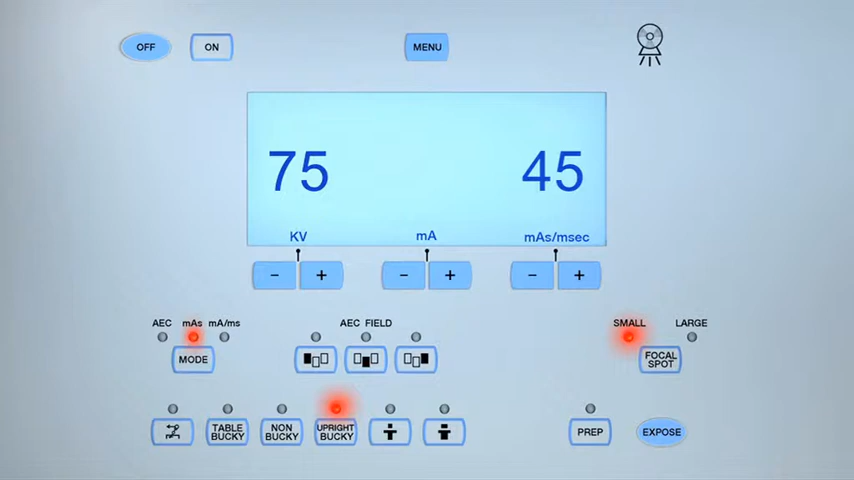 OFF
ON
MENU
75
45
KV
mA
mAs/msec
− +
− +
− +
AEC mAs mA/ms
AEC FIELD
SMALL
LARGE
MODE
FOCAL
SPOT
TABLE
BUCKY
NON
BUCKY
UPRIGHT
BUCKY
PREP
EXPOSE